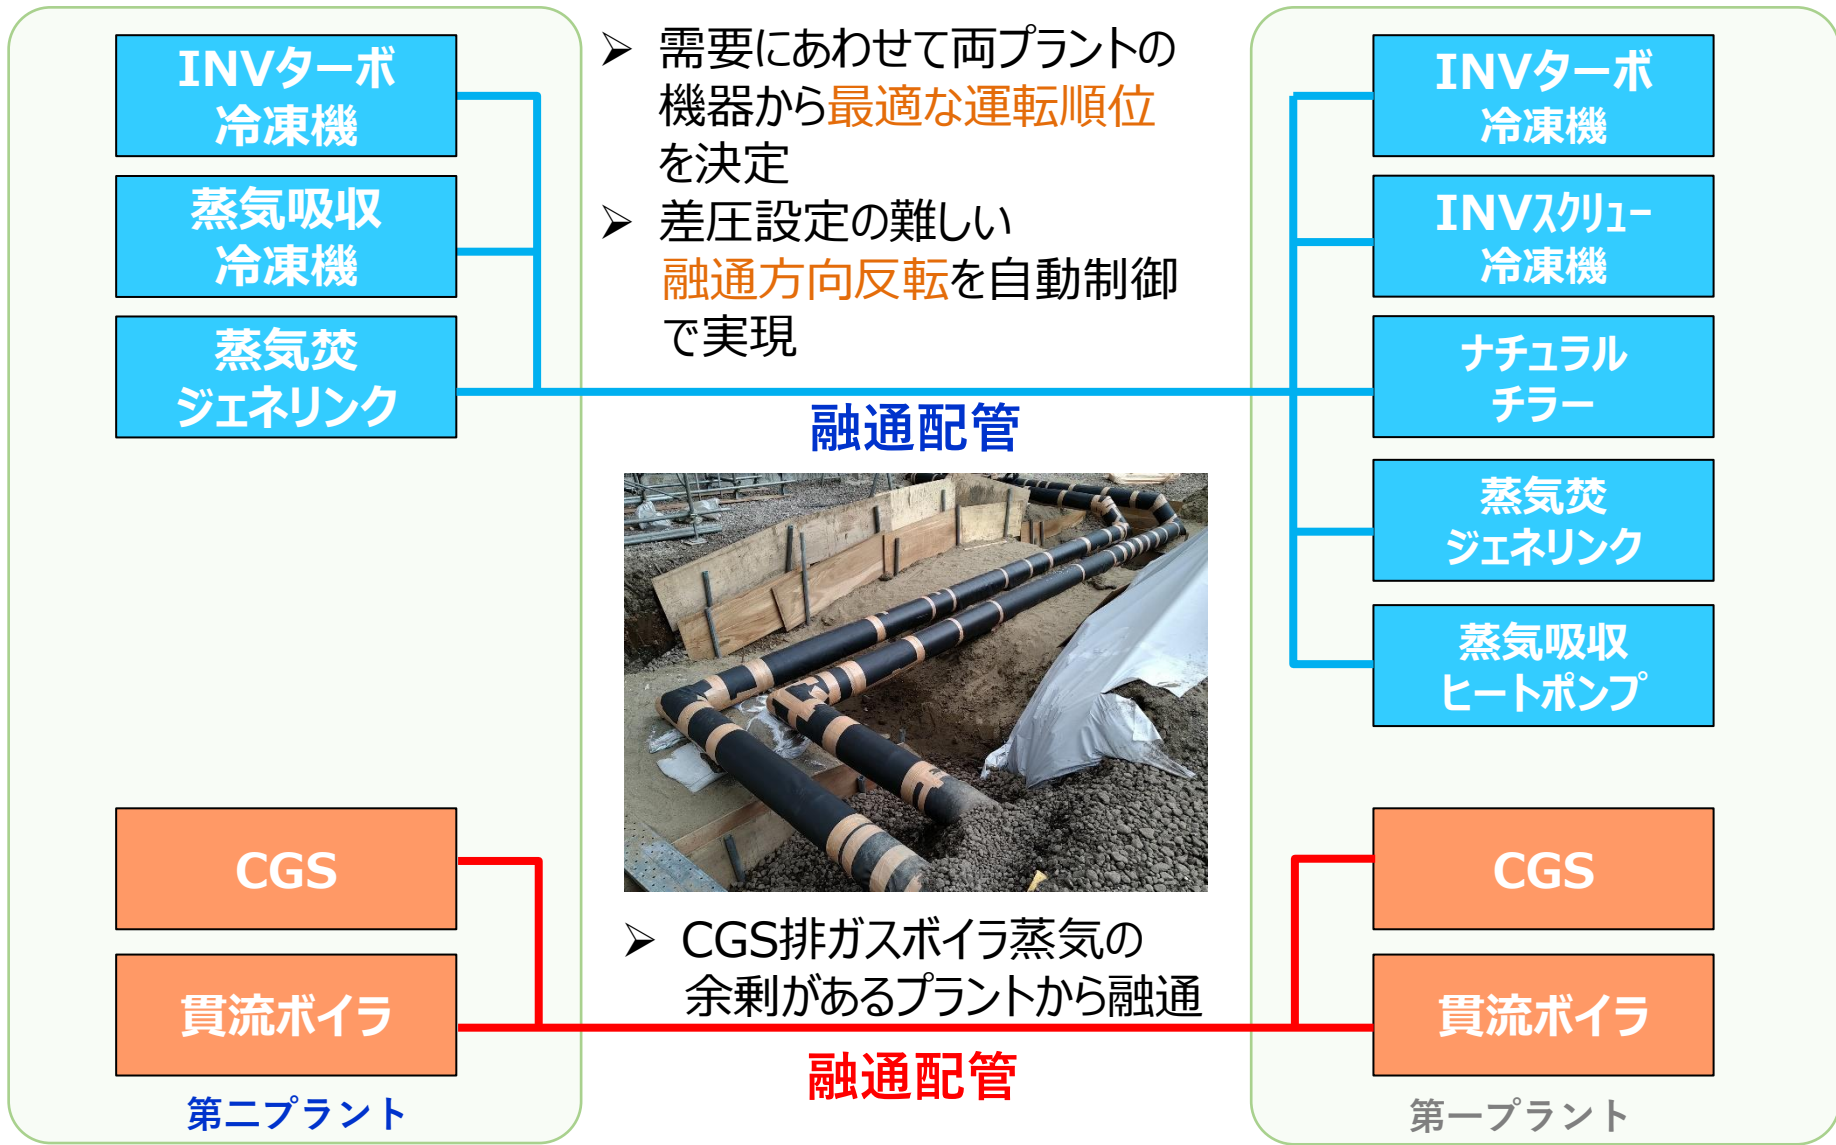 INVターボ
冷凍機
蒸気吸収
冷凍機
蒸気焚
ジェネリンク
CGS
貫流ボイラ
第二プラント
➢ 需要にあわせて両プラントの
機器から最適な運転順位
を決定
➢ 差圧設定の難しい
融通方向反転を自動制御
で実現
融通配管
➢ CGS排ガスボイラ蒸気の
余剰があるプラントから融通
融通配管
INVターボ
冷凍機
INVスクリュー
冷凍機
ナチュラル
チラー
蒸気焚
ジェネリンク
蒸気吸収
ヒートポンプ
CGS
貫流ボイラ
第一プラント